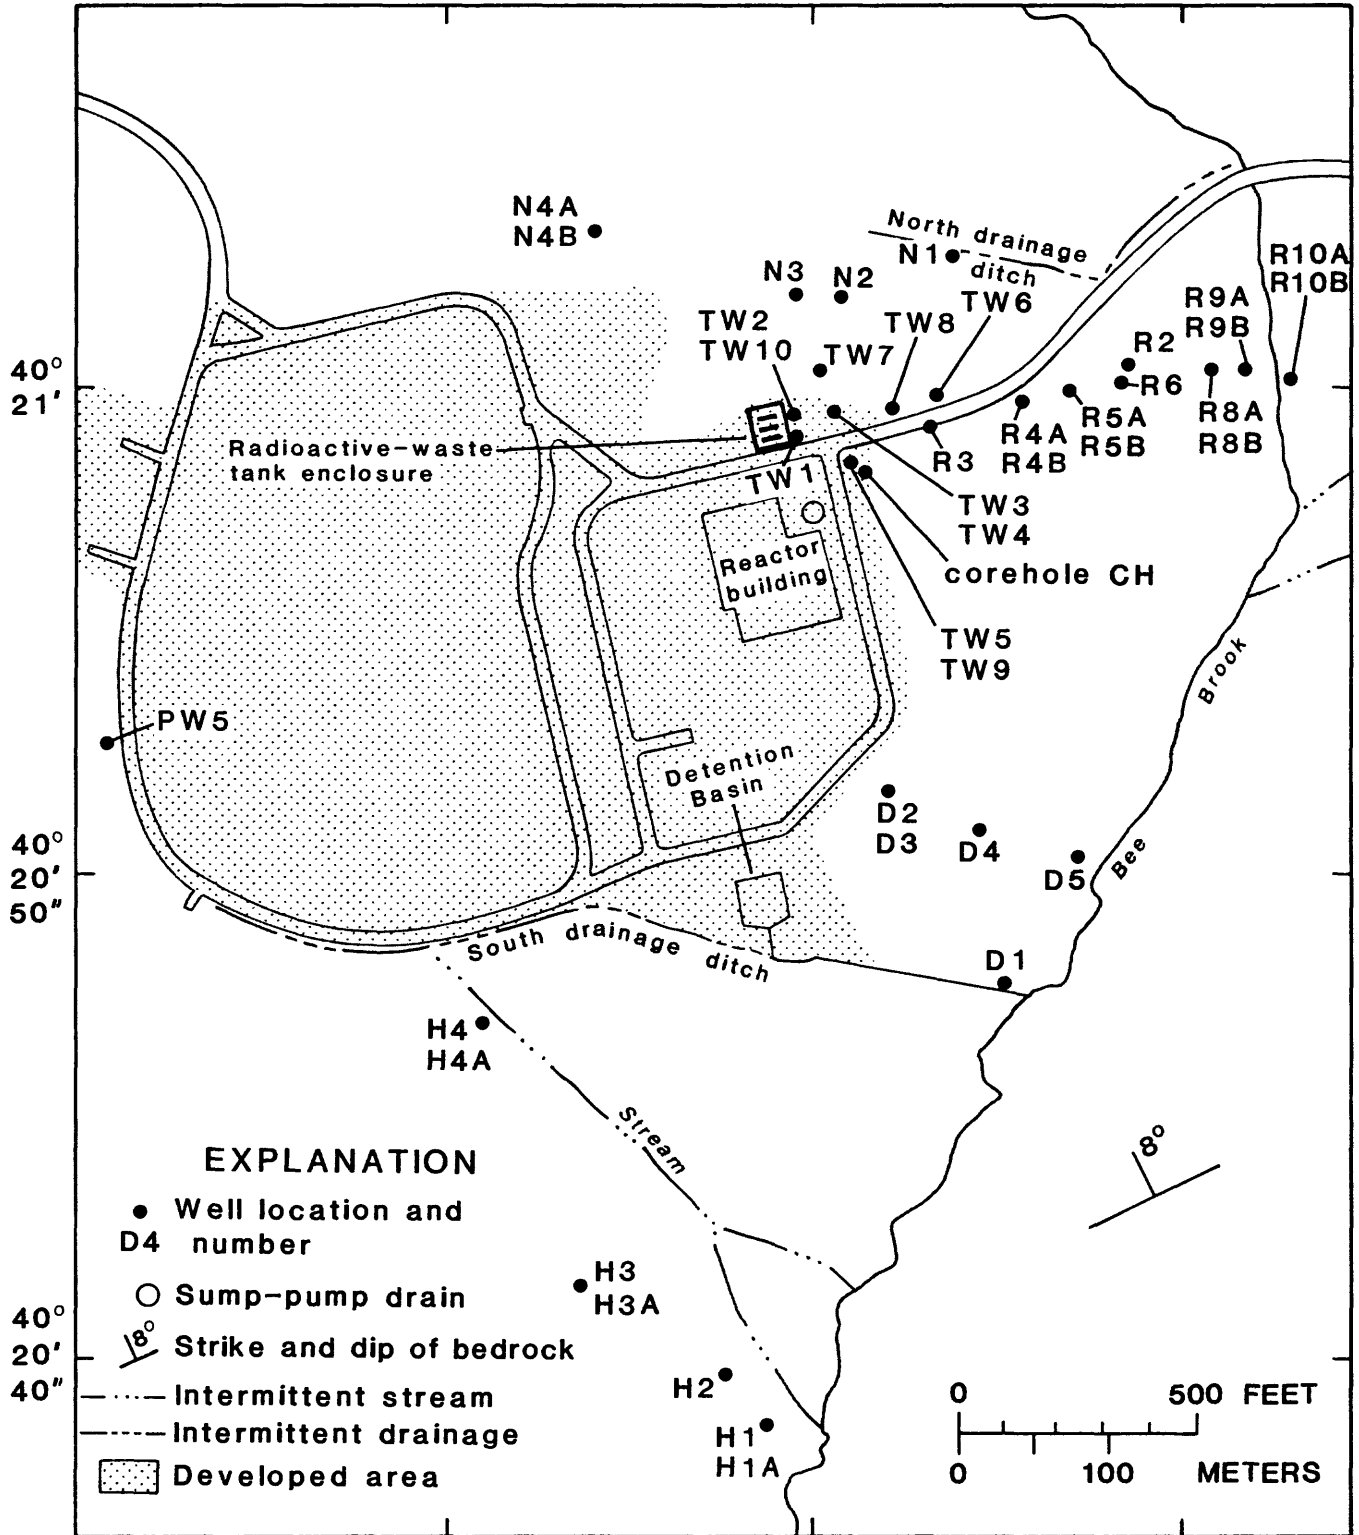 N4A
N4B
North drainage
ditch
N1
N3
N2
R10A
R10B
R9A
R9B
TW6
TW2
TW10
TW8
TW7
R2
R6
40°
21'
R8A
R8B
R5A
R5B
R4A
R4B
R3
Radioactive-waste
tank enclosure
TW1
TW3
TW4
corehole CH
Reactor
building
TW5
TW9
Brook
PW5
Detention
Basin
D2
D3
D4
D5
Bee
40°
20'
50"
South drainage ditch
D1
H4
H4A
Stream
8°
EXPLANATION
Well location and
D4 number
Sump-pump drain
8° Strike and dip of bedrock
Intermittent stream
Intermittent drainage
Developed area
H3
H3A
40°
20'
40"
H2
H1
H1A
0 500 FEET
0 100 METERS